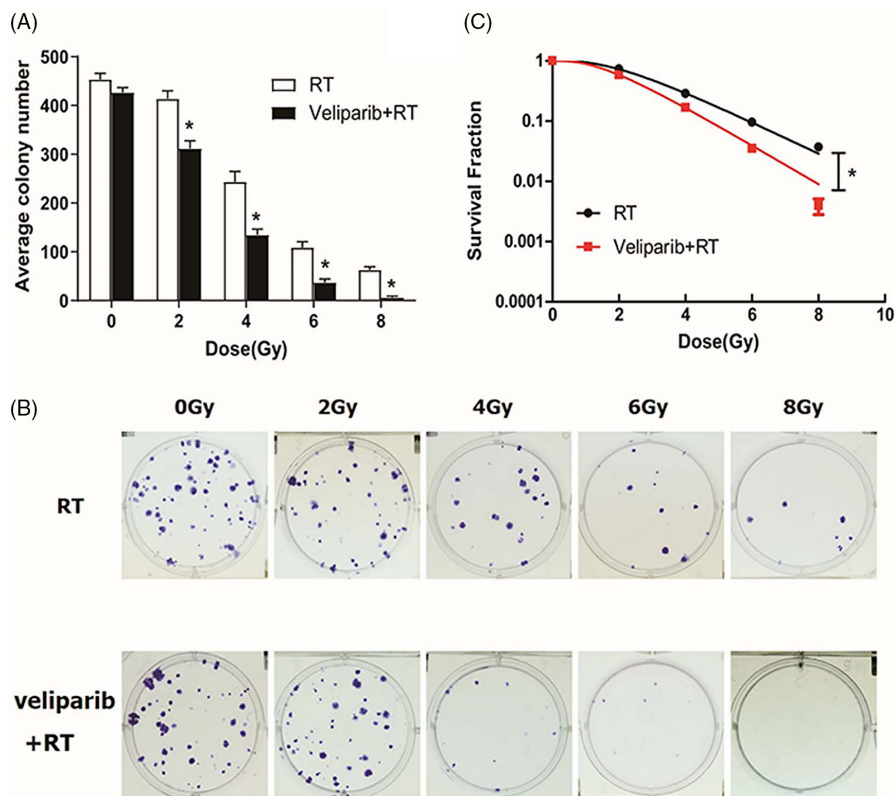 (A)
Average colony number
500
400
300
200
100
0
RT
Veliparib+RT
*
*
*
*
0 2 4 6 8
Dose(Gy)
(C)
Survival Fraction
1
0.1
0.01
0.001
0.0001
RT
Veliparib+RT
*
0 2 4 6 8 10
Dose(Gy)
(B)
0Gy 2Gy 4Gy 6Gy 8Gy
RT
veliparib
+RT